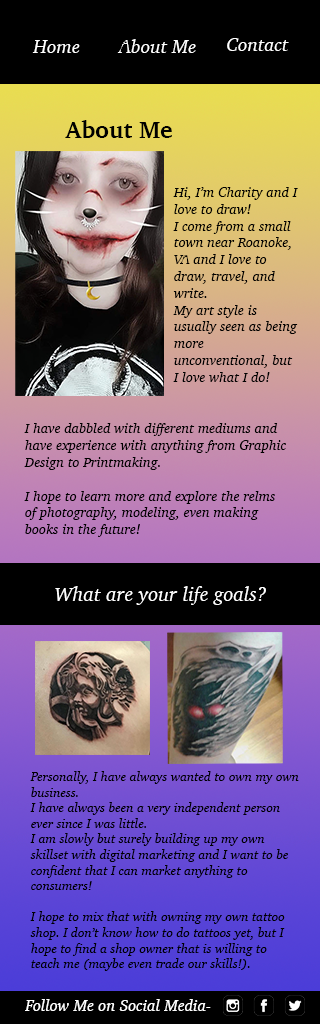 Home About Me Contact
About Me
Hi, I'm Charity and I
love to draw!
I come from a small
town near Roanoke,
VA and I love to
draw, travel, and
write.
My art style is
usually seen as being
more
unconventional, but
I love what I do!
I have dabbled with different mediums and
have experience with anything from Graphic
Design to Printmaking.
I hope to learn more and explore the relms
of photography, modeling, even making
books in the future!
What are your life goals?
Personally, I have always wanted to own my own
business.
I have always been a very independent person
ever since I was little.
I am slowly but surely building up my own
skillset with digital marketing and I want to be
confident that I can market anything to
consumers!
I hope to mix that with owning my own tattoo
shop. I don't know how to do tattoos yet, but I
hope to find a shop owner that is willing to
teach me (maybe even trade our skills!).
Follow Me on Social Media-